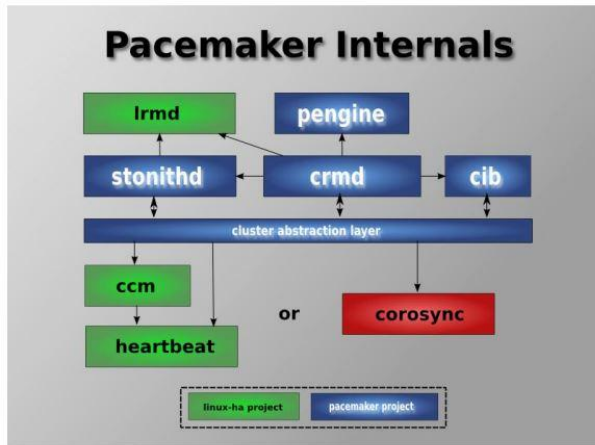 Pacemaker Internals
lrmd
pengine
stonithd
crmd
cib
cluster abstraction layer
ccm
or
corosync
heartbeat
linux-ha project
pacemaker project